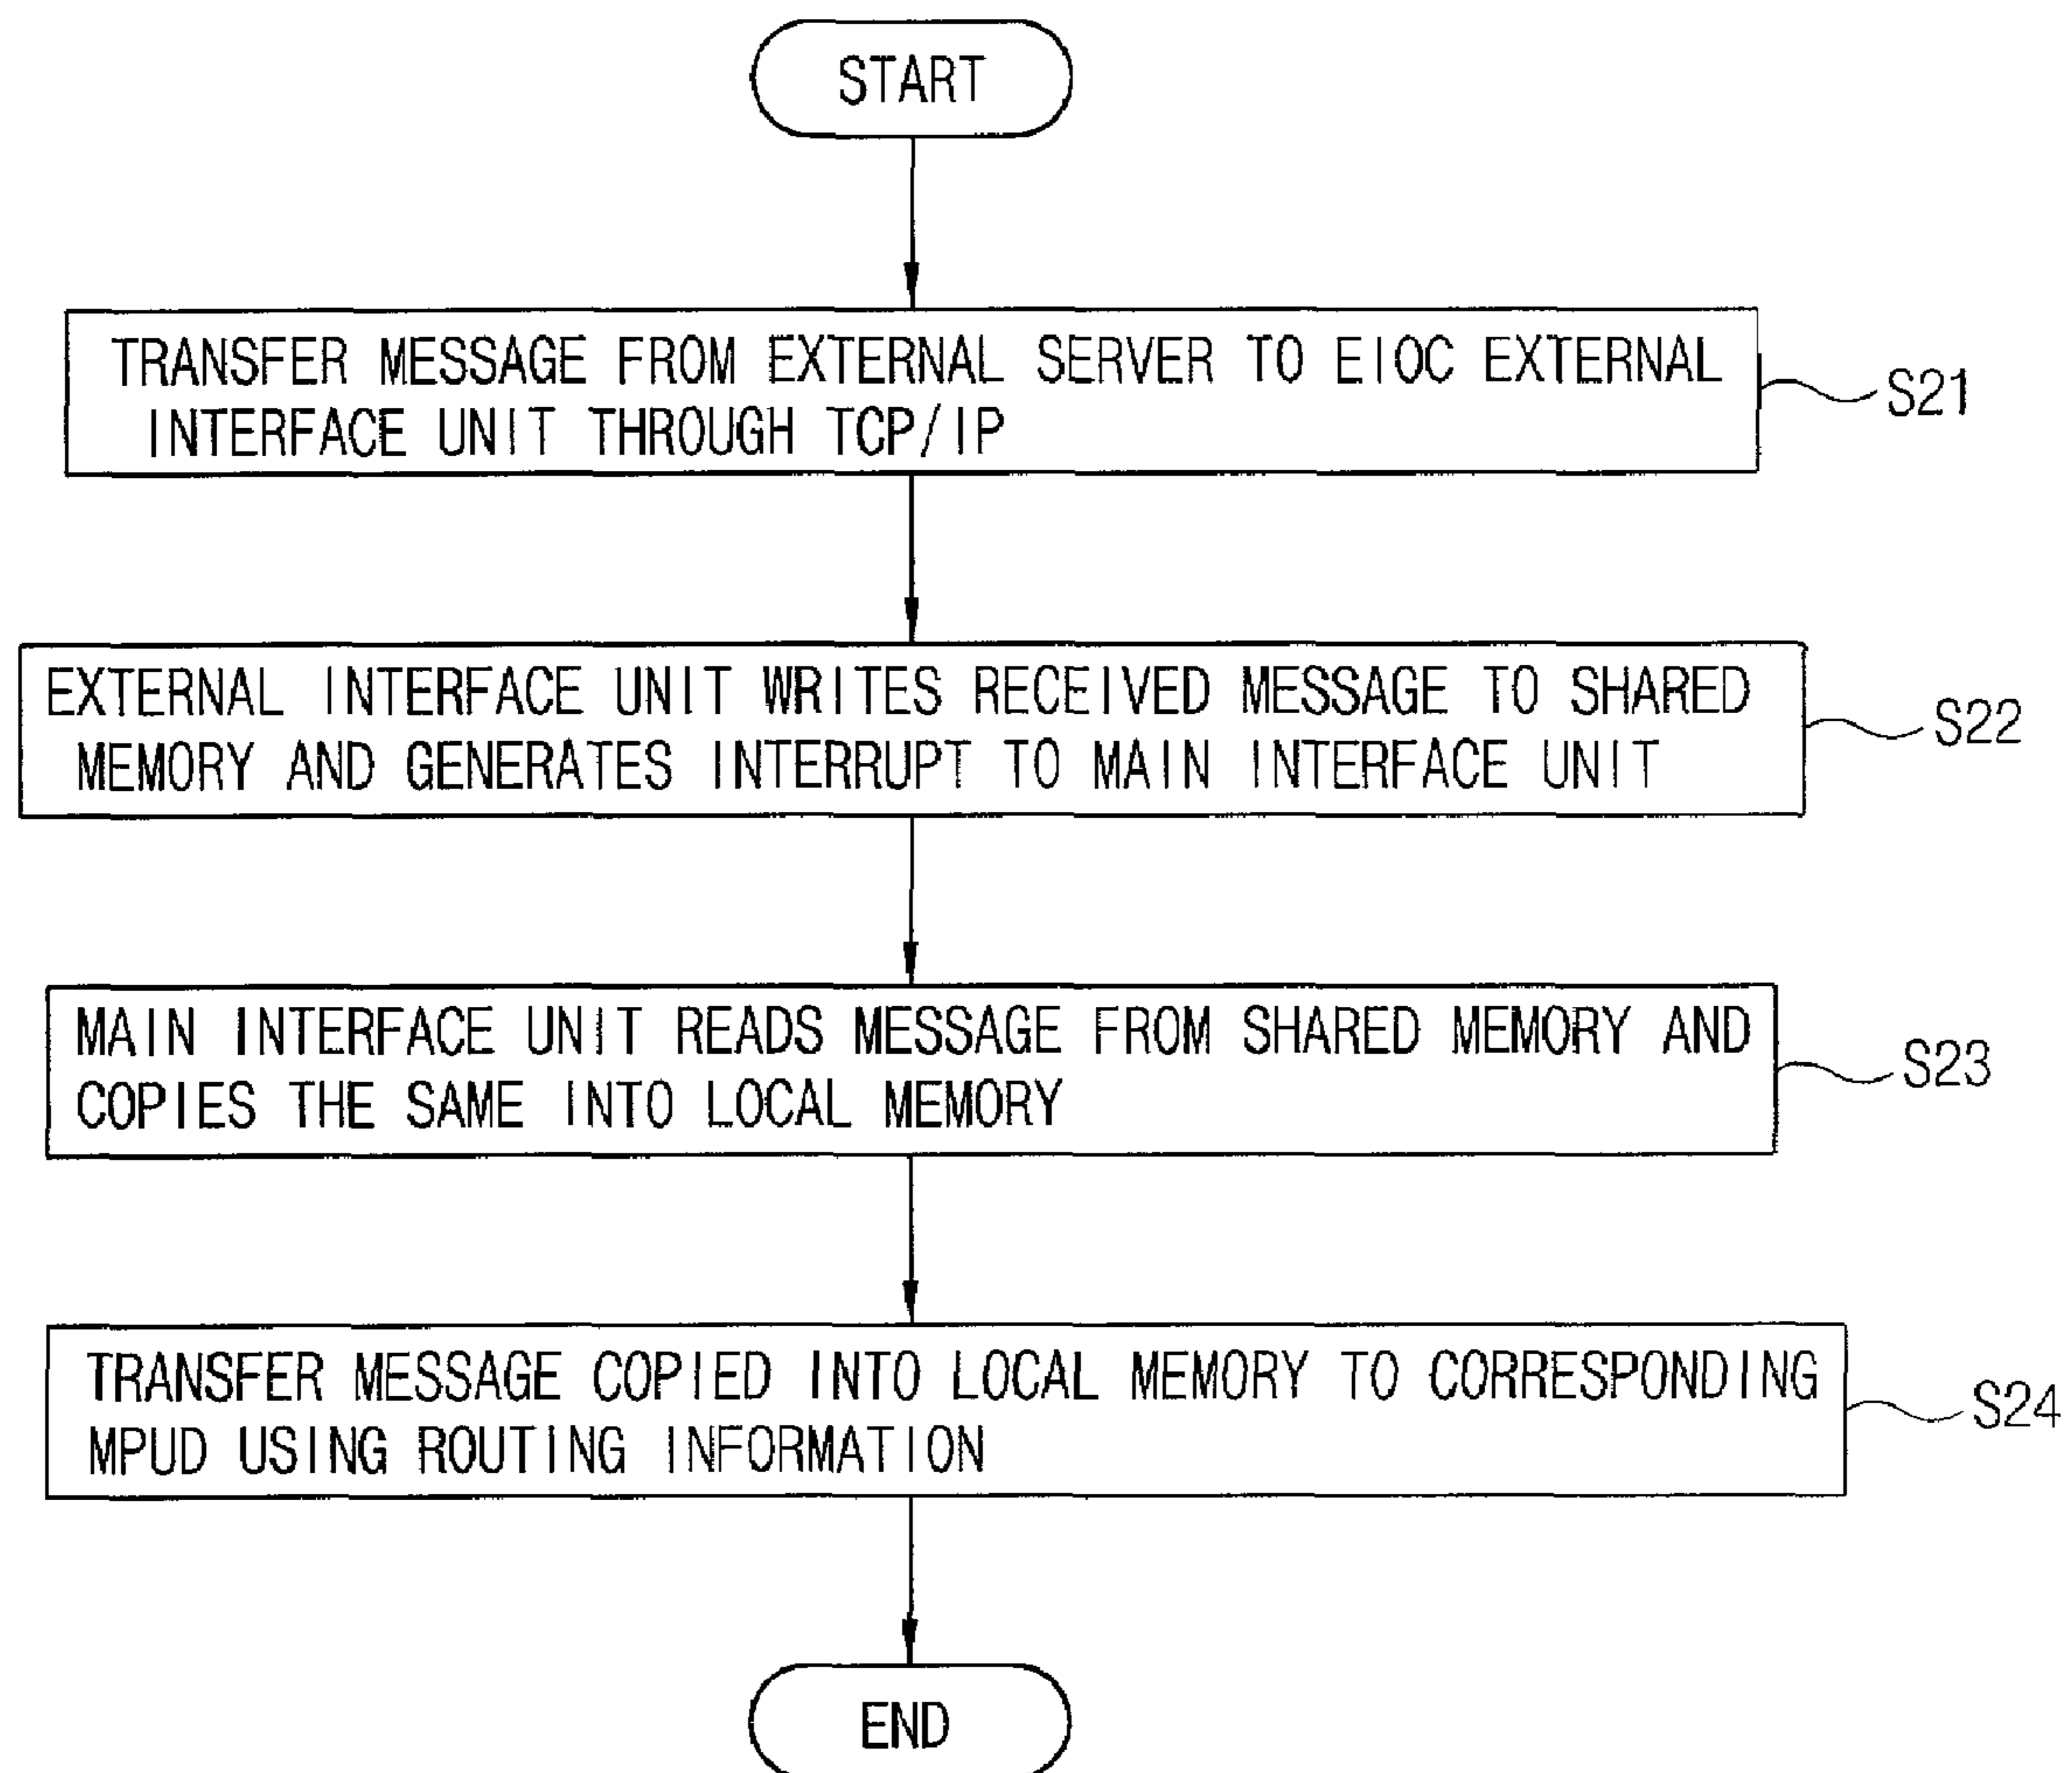 START
TRANSFER MESSAGE FROM EXTERNAL SERVER TO EIOC EXTERNAL
INTERFACE UNIT THROUGH TCP/IP
S21
EXTERNAL INTERFACE UNIT WRITES RECEIVED MESSAGE TO SHARED
MEMORY AND GENERATES INTERRUPT TO MAIN INTERFACE UNIT
S22
MAIN INTERFACE UNIT READS MESSAGE FROM SHARED MEMORY AND
COPIES THE SAME INTO LOCAL MEMORY
S23
TRANSFER MESSAGE COPIED INTO LOCAL MEMORY TO CORRESPONDING
MPUD USING ROUTING INFORMATION
S24
END